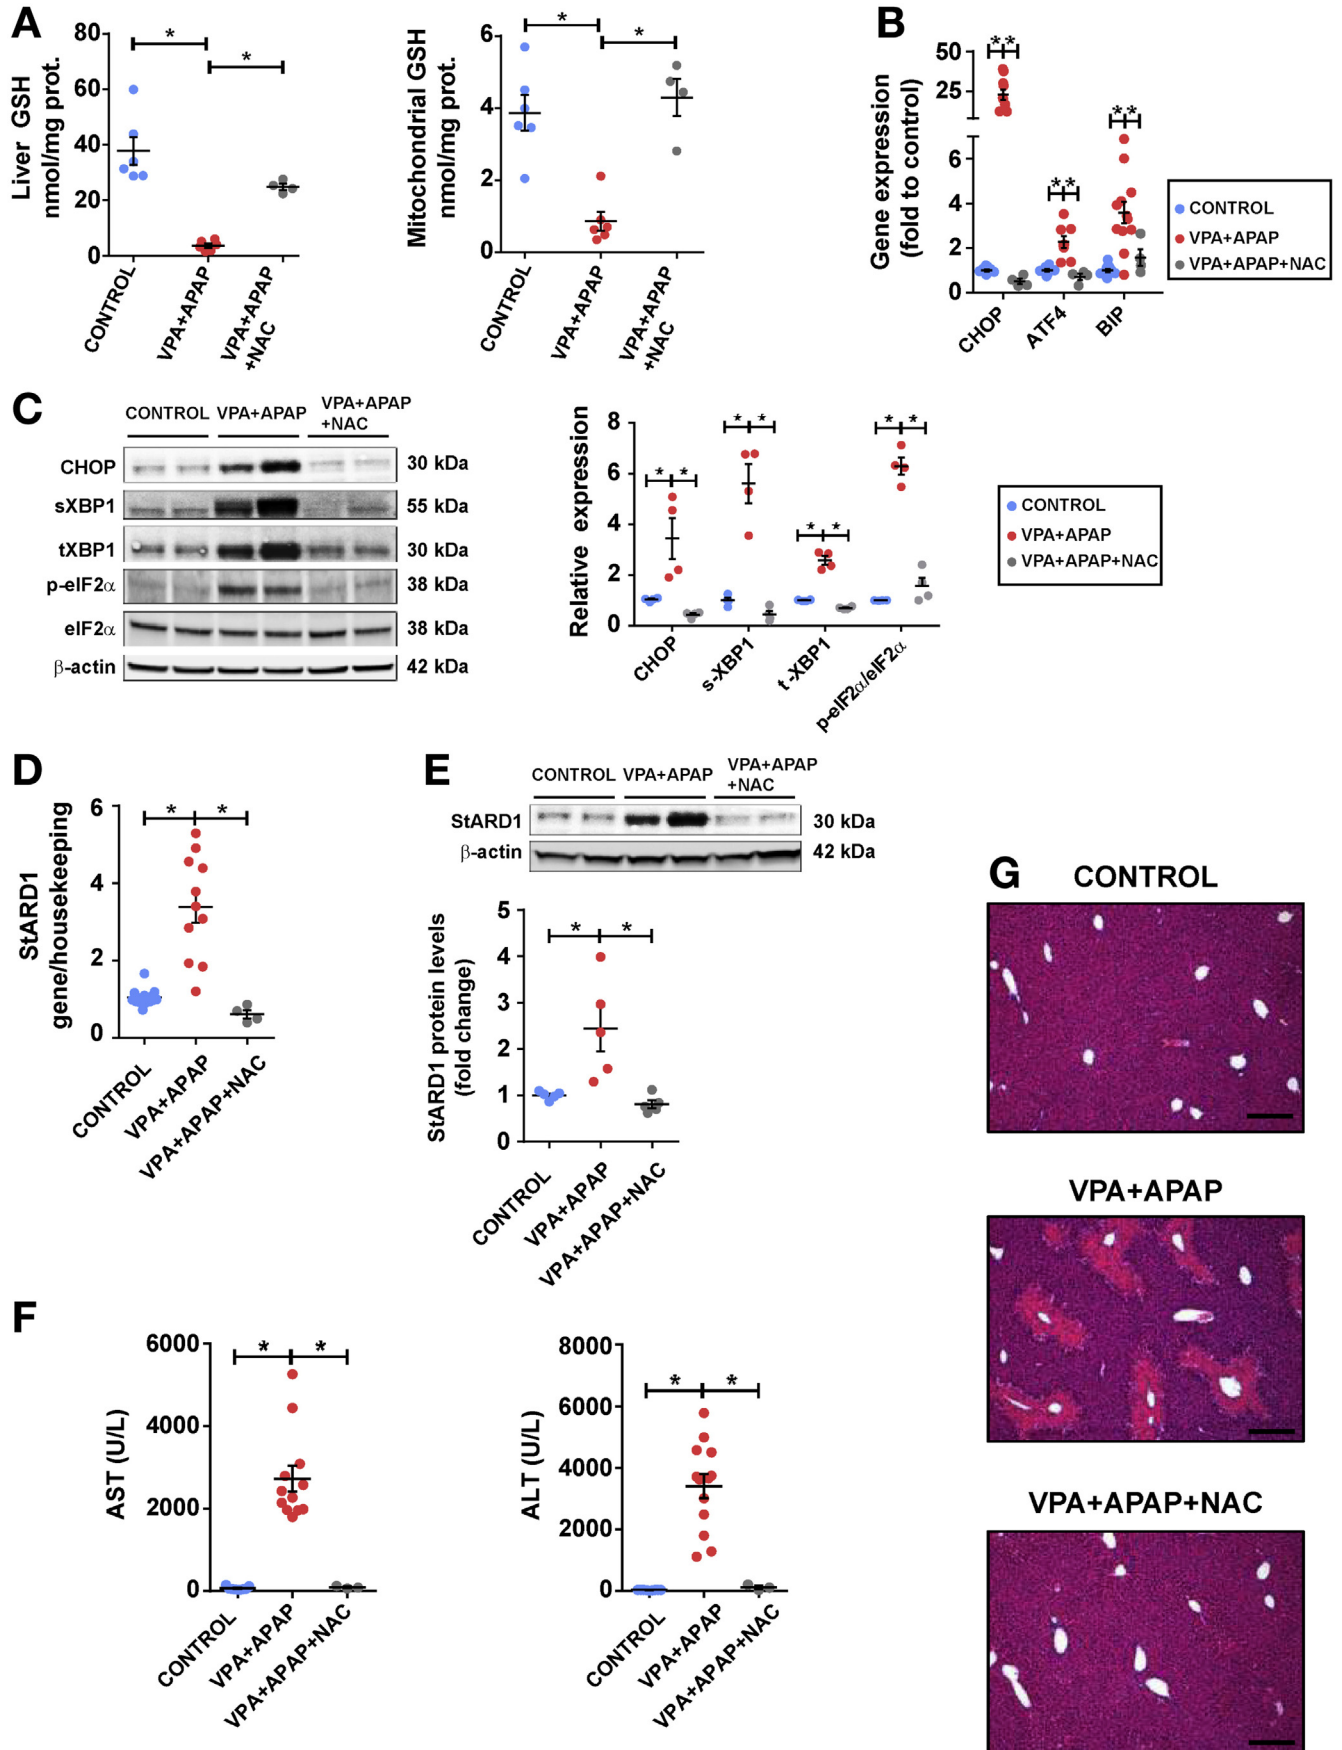 A
Liver GSH
nmol/mg prot.
80
60
40
20
0
*
*
CONTROL
VPA+APAP
VPA+APAP
+NAC
Mitochondrial GSH
nmol/mg prot.
6
4
2
0
*
*
CONTROL
VPA+APAP
VPA+APAP
+NAC
B
Gene expression
(fold to control)
50
25
6
4
2
0
**
**
**
CHOP
ATF4
BIP
CONTROL
VPA+APAP
VPA+APAP+NAC
C
CONTROL VPA+APAP VPA+APAP
+NAC
CHOP 30 kDa
sXBP1 55 kDa
tXBP1 30 kDa
p-eIF2α 38 kDa
eIF2α 38 kDa
β-actin 42 kDa
Relative expression
8
6
4
2
0
* *
* *
* *
* *
CHOP
s-XBP1
t-XBP1
p-eIF2α/eIF2α
CONTROL
VPA+APAP
VPA+APAP+NAC
D
StARD1
gene/housekeeping
6
4
2
0
* *
CONTROL
VPA+APAP
VPA+APAP+NAC
E
CONTROL VPA+APAP VPA+APAP
+NAC
StARD1 30 kDa
β-actin 42 kDa
StARD1 protein levels
(fold change)
5
4
3
2
1
0
* *
CONTROL
VPA+APAP
VPA+APAP+NAC
F
AST (U/L)
6000
4000
2000
0
* *
CONTROL
VPA+APAP
VPA+APAP+NAC
ALT (U/L)
8000
6000
4000
2000
0
* *
CONTROL
VPA+APAP
VPA+APAP+NAC
G
CONTROL
VPA+APAP
VPA+APAP+NAC